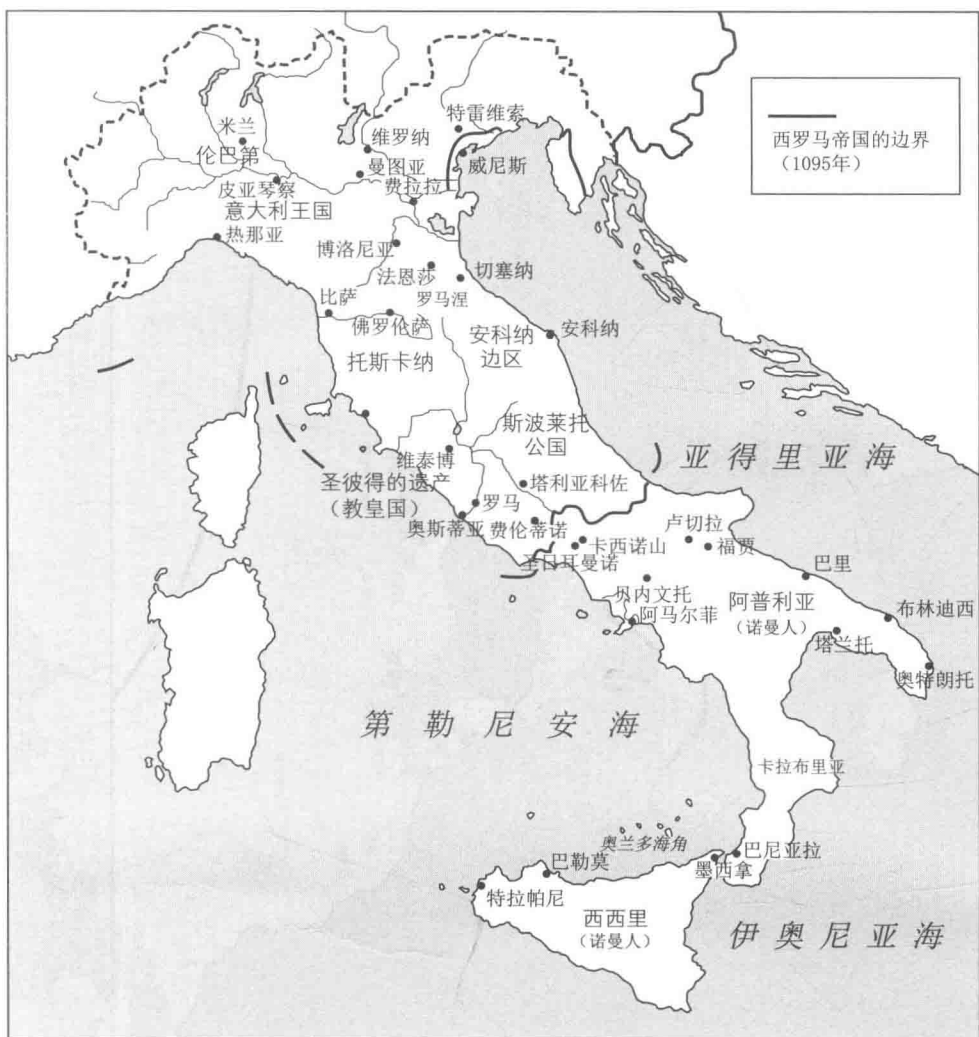 西罗马帝国的边界
（1095年）
特雷维索
米兰
维罗纳
伦巴第
威尼斯
曼图亚
皮亚琴察
费拉拉
意大利王国
热那亚
博洛尼亚
法恩莎
切塞纳
比萨
罗马涅
佛罗伦萨
安科纳
边区
安科纳
托斯卡纳
斯波莱托
公国
亚得里亚海
维泰博
圣彼得的遗产
（教皇国）
塔利亚科佐
罗马
奥斯蒂亚
费伦蒂诺
卢切拉
卡西诺山
福贾
圣日耳曼诺
巴里
贝内文托
阿普利亚
（诺曼人）
布林迪西
阿马尔菲
塔兰托
奥特朗托
第勒尼安海
卡拉布里亚
奥兰多海角
巴尼亚拉
巴勒莫
墨西拿
特拉帕尼
西西里
（诺曼人）
伊奥尼亚海